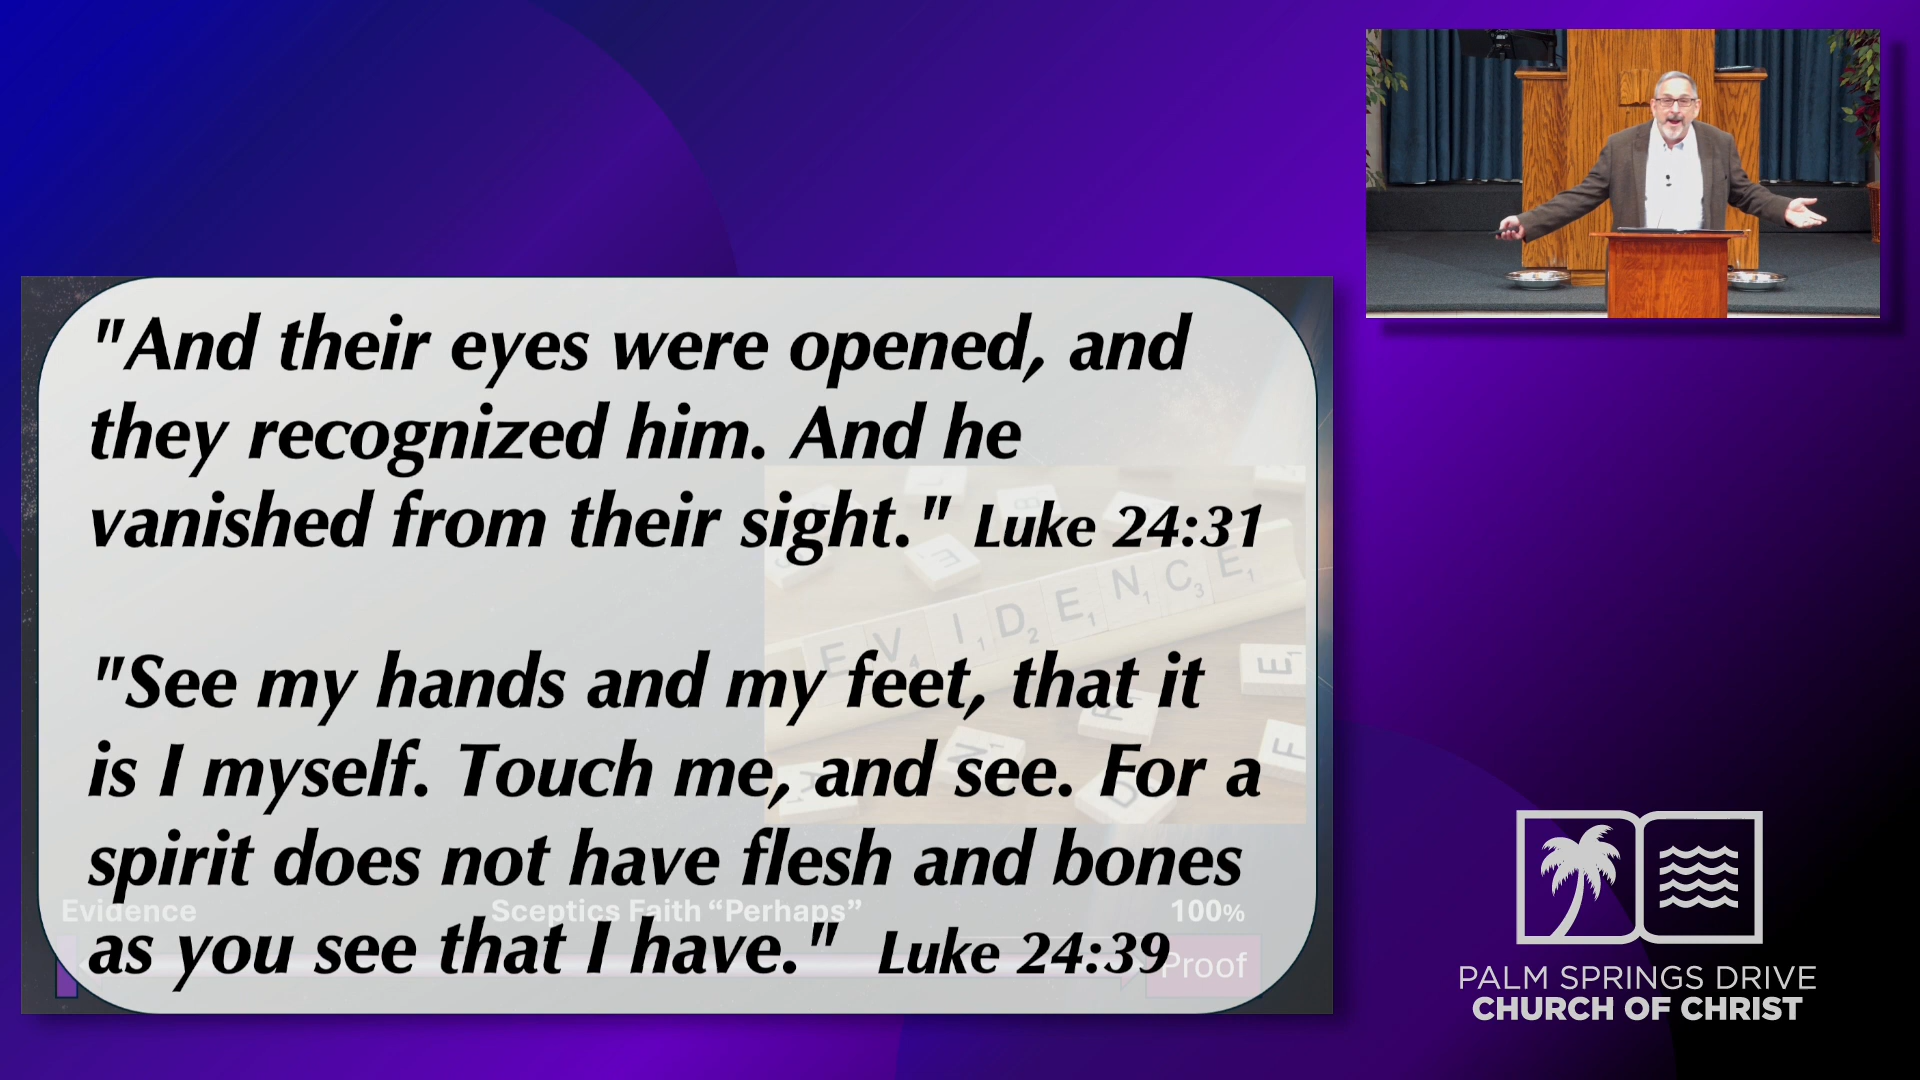 "And their eyes were opened, and
they recognized him. And he
vanished from their sight." Luke 24:31
"See my hands and my feet, that it
is I myself. Touch me, and see. For a
spirit does not have flesh and bones
as you see that I have." Luke 24:39
EVIDENCE
Evidence
Sceptics Faith “Perhaps”
100%
Proof
PALM SPRINGS DRIVE
CHURCH OF CHRIST